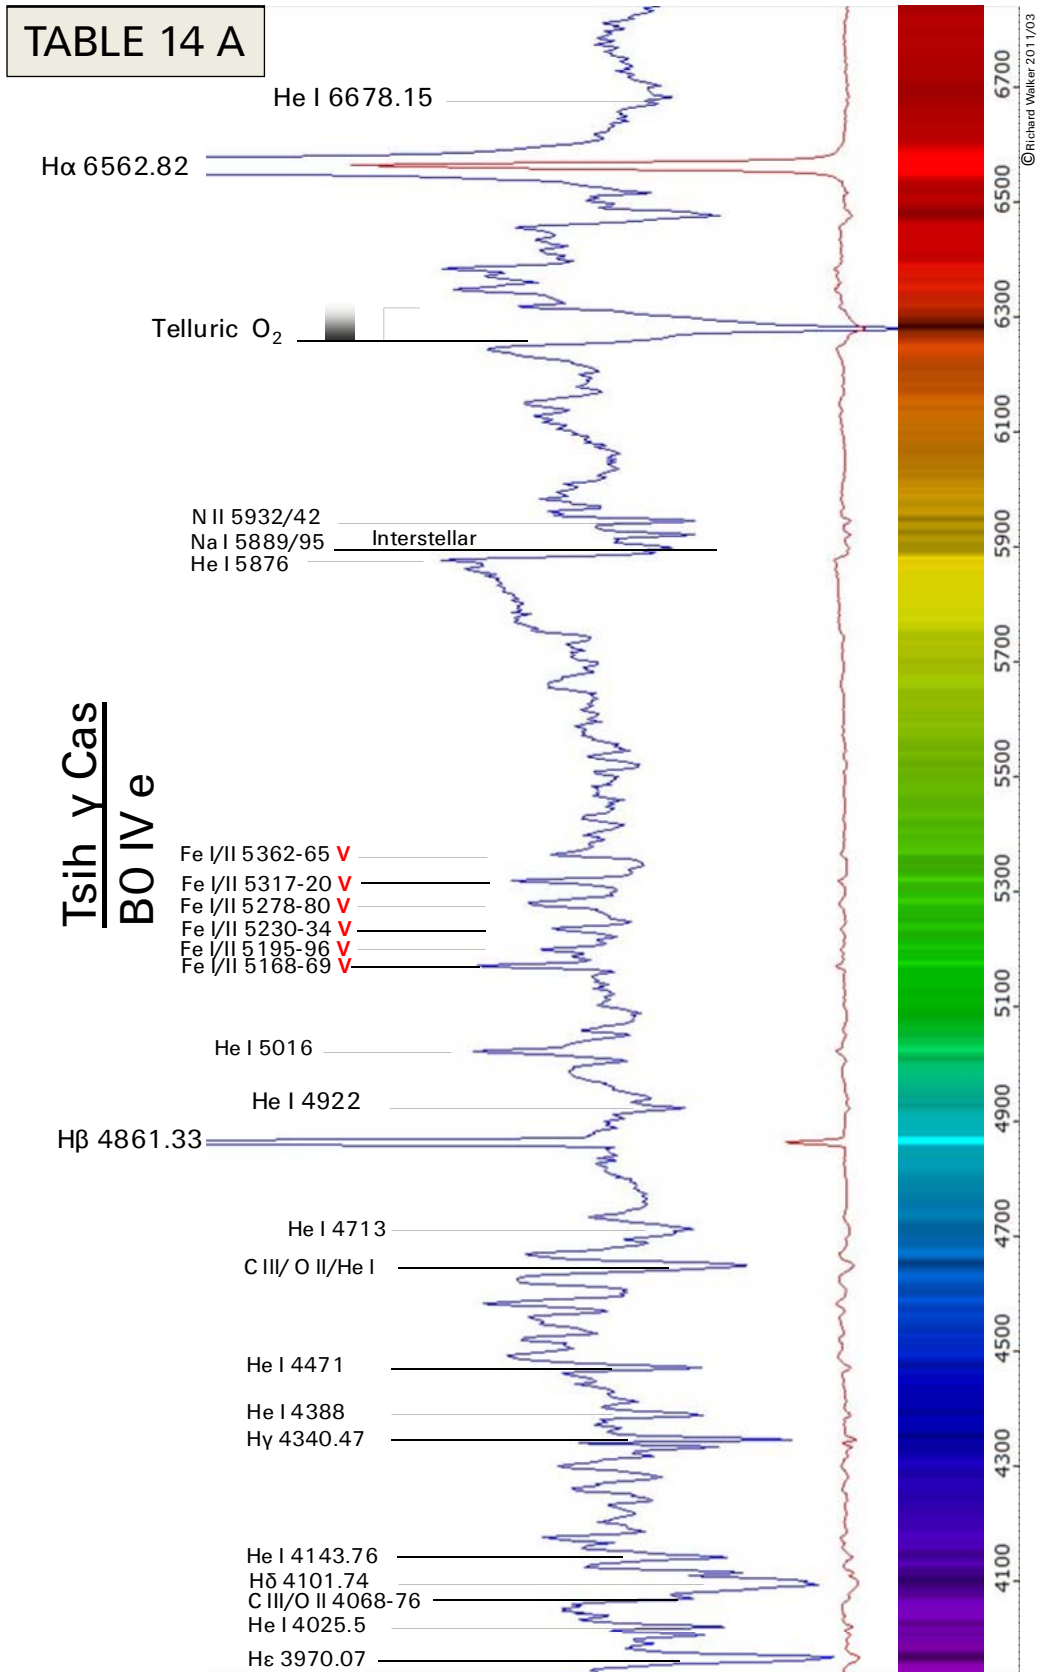 TABLE 14 A
©Richard Walker 2011/03
He I 6678.15
Hα 6562.82
Telluric O₂
N II 5932/42
Na I 5889/95
Interstellar
He I 5876
Tsih γ Cas
B0 IV e
Fe I/II 5362-65 V
Fe I/II 5317-20 V
Fe I/II 5278-80 V
Fe I/II 5230-34 V
Fe I/II 5195-96 V
Fe I/II 5168-69 V
He I 5016
He I 4922
Hβ 4861.33
He I 4713
C III/ O II/He I
He I 4471
He I 4388
Hγ 4340.47
He I 4143.76
Hδ 4101.74
C III/O II 4068-76
He I 4025.5
Hε 3970.07
6700
6500
6300
6100
5900
5700
5500
5300
5100
4900
4700
4500
4300
4100